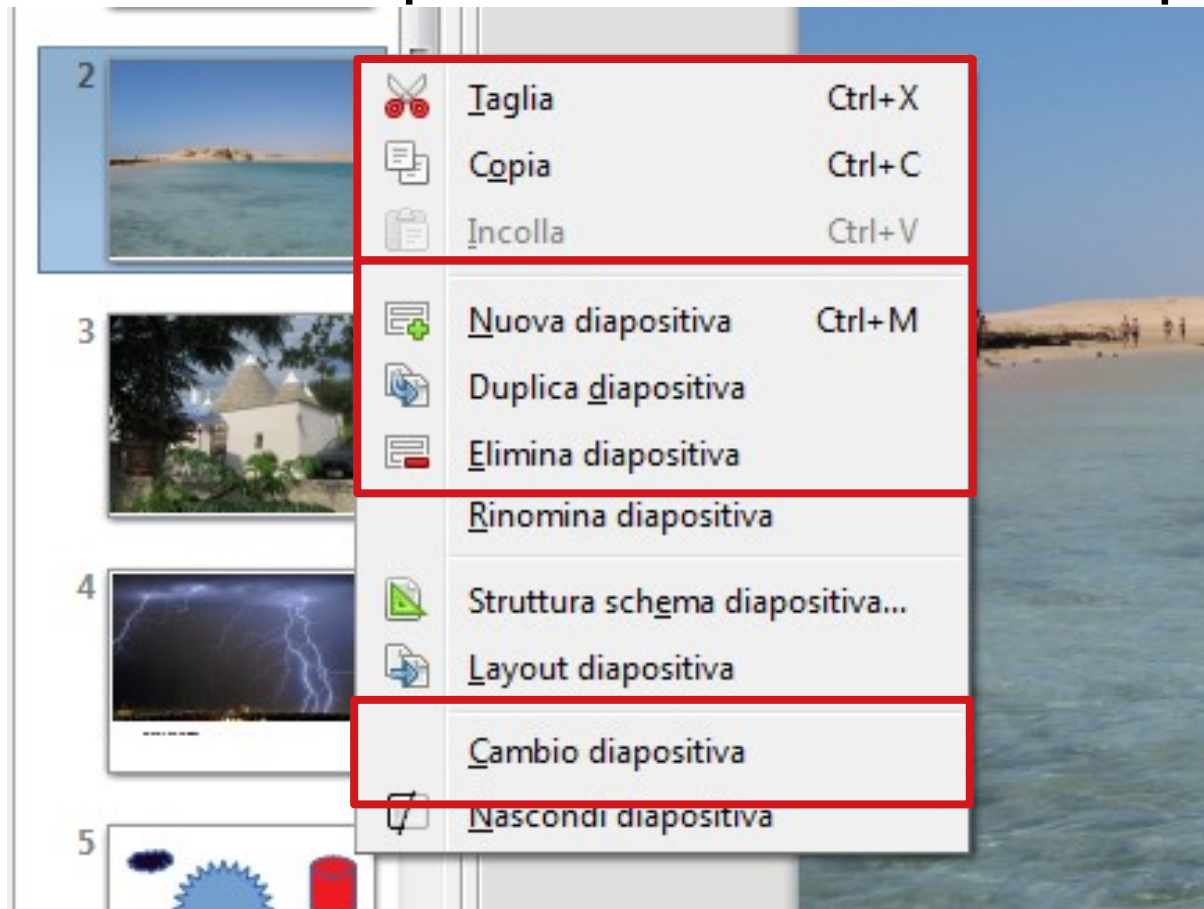 2
Taglia Ctrl+X
Copia Ctrl+C
Incolla Ctrl+V
3
Nuova diapositiva Ctrl+M
Duplica diapositiva
Elimina diapositiva
Rinomina diapositiva
4
Struttura schema diapositiva...
Layout diapositiva
Cambio diapositiva
Nascondi diapositiva
5